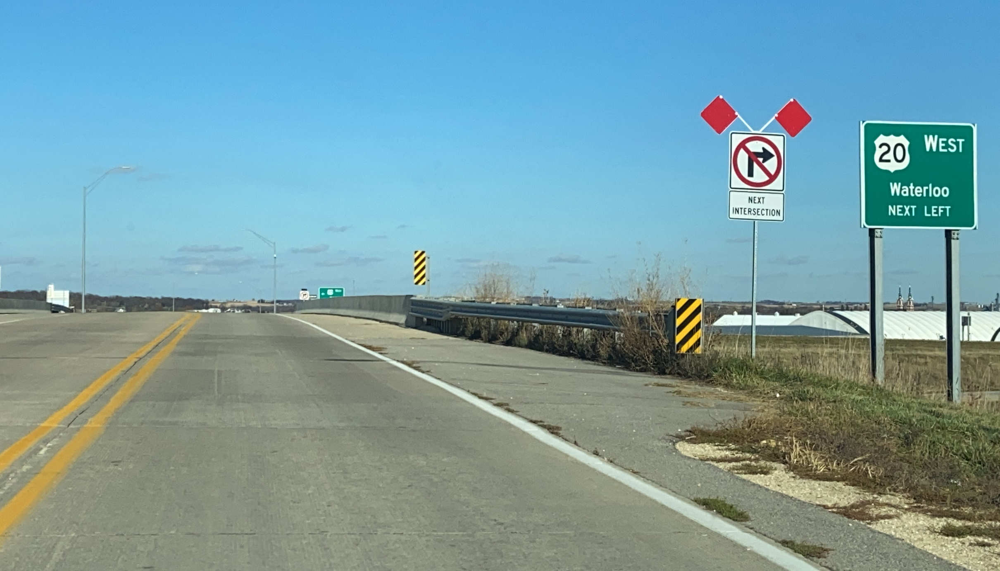 NEXT
INTERSECTION
20 WEST
Waterloo
NEXT LEFT